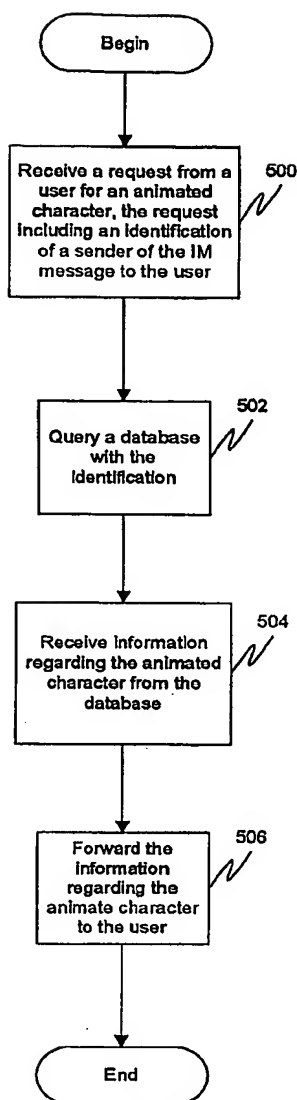 Begin
Receive a request from a
user for an animated
character, the request
including an identification
of a sender of the IM
message to the user
500
Query a database
with the
identification
502
Receive information
regarding the animated
character from the
database
504
Forward the
information
regarding the
animate character
to the user
506
End